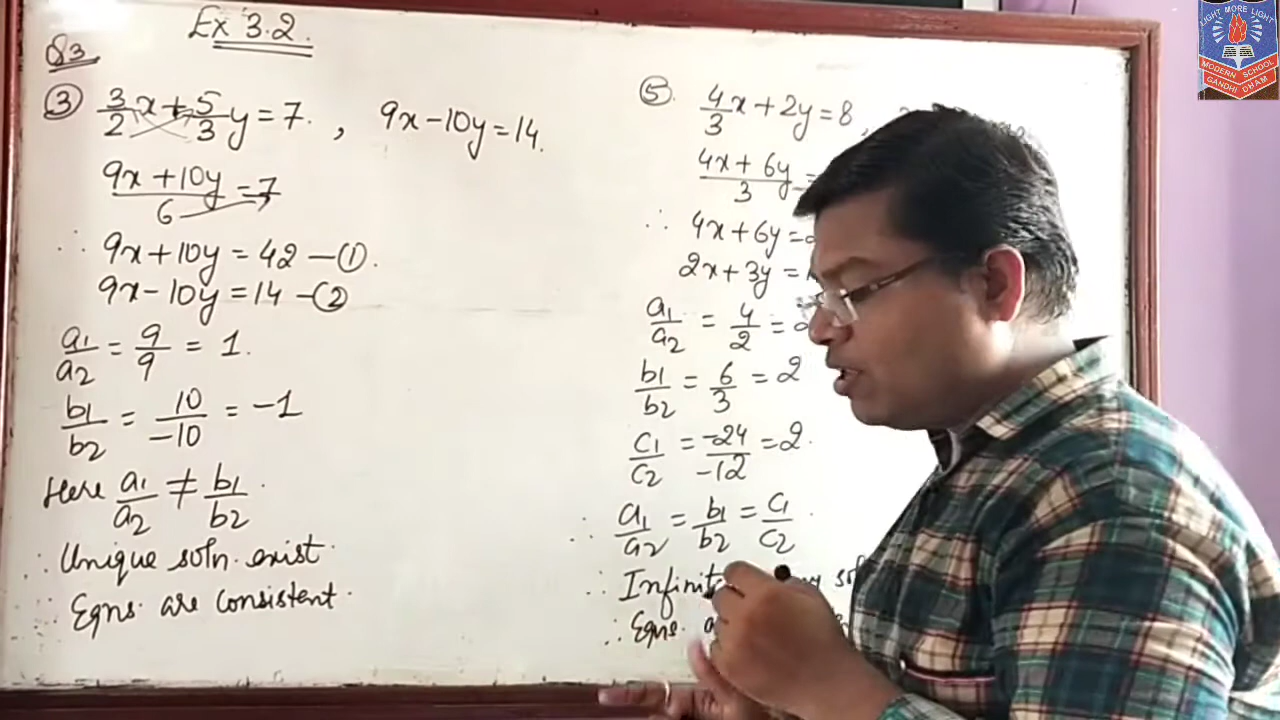 Ex 3.2.
Q3
③ 3/2 x + 5/3 y = 7. , 9x - 10y = 14.
9x + 10y / 6 = 7
∴ 9x + 10y = 42 — ①.
9x - 10y = 14 — ②
a1/a2 = 9/9 = 1.
b1/b2 = 10/-10 = -1
Here a1/a2 ≠ b1/b2.
∴ Unique soln. exist.
∴ Eqns. are consistent.
⑤. 4/3 x + 2y = 8,
4x + 6y / 3 =
∴ 4x + 6y =
2x + 3y =
a1/a2 = 4/2 = 2
b1/b2 = 6/3 = 2
c1/c2 = -24/-12 = 2.
∴ a1/a2 = b1/b2 = c1/c2.
∴
∴ Eqns.
LIGHT MORE LIGHT
MODERN SCHOOL
GANDHI DHAM